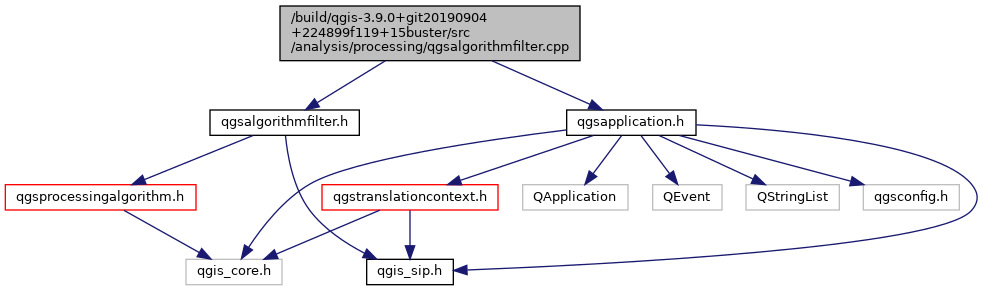 /build/qgis-3.9.0+git20190904
+224899f119+15buster/src
/analysis/processing/qgsalgorithmfilter.cpp
qgsalgorithmfilter.h
qgsapplication.h
qgsprocessingalgorithm.h
qgstranslationcontext.h
QApplication
QEvent
QStringList
qgsconfig.h
qgis_core.h
qgis_sip.h